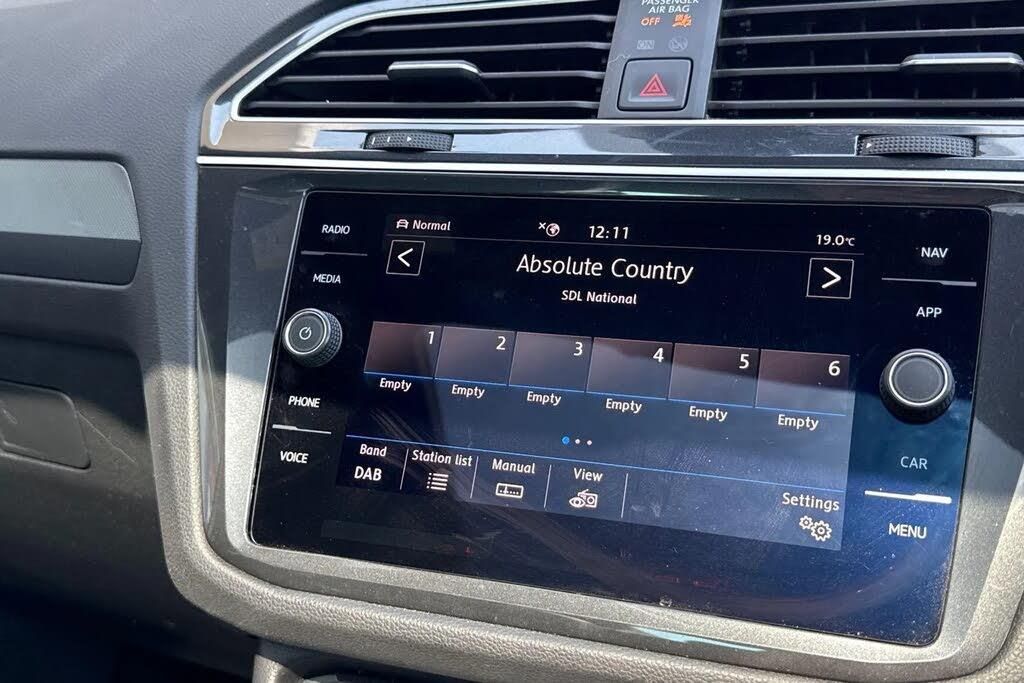 PASSENGER
AIR BAG
OFF
ON
RADIO
MEDIA
PHONE
VOICE
Normal
12:11
19.0°C
<
Absolute Country
>
SDL National
1 2 3 4 5 6
Empty Empty Empty Empty Empty Empty
Band Station list Manual View Settings
DAB
NAV
APP
CAR
MENU